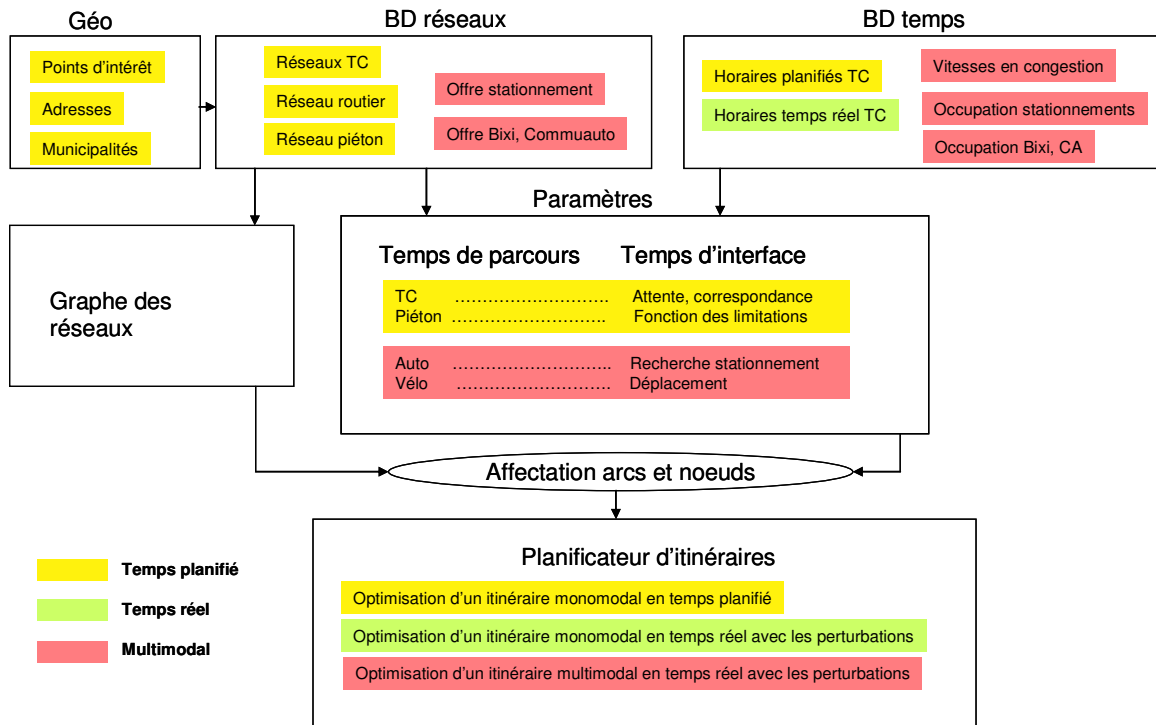 Géo
BD réseaux
BD temps
Points d'intérêt
Adresses
Municipalités
Réseaux TC
Réseau routier
Réseau piéton
Offre stationnement
Offre Bixi, Commuauto
Horaires planifiés TC
Horaires temps réel TC
Vitesses en congestion
Occupation stationnements
Occupation Bixi, CA
Graphe des
réseaux
Paramètres
Temps de parcours Temps d'interface
TC ………………………. Attente, correspondance
Piéton …………………….. Fonction des limitations
Auto ……………………….. Recherche stationnement
Vélo ………………………. Déplacement
Affectation arcs et noeuds
Planificateur d'itinéraires
Optimisation d'un itinéraire monomodal en temps planifié
Optimisation d'un itinéraire monomodal en temps réel avec les perturbations
Optimisation d'un itinéraire multimodal en temps réel avec les perturbations
Temps planifié
Temps réel
Multimodal